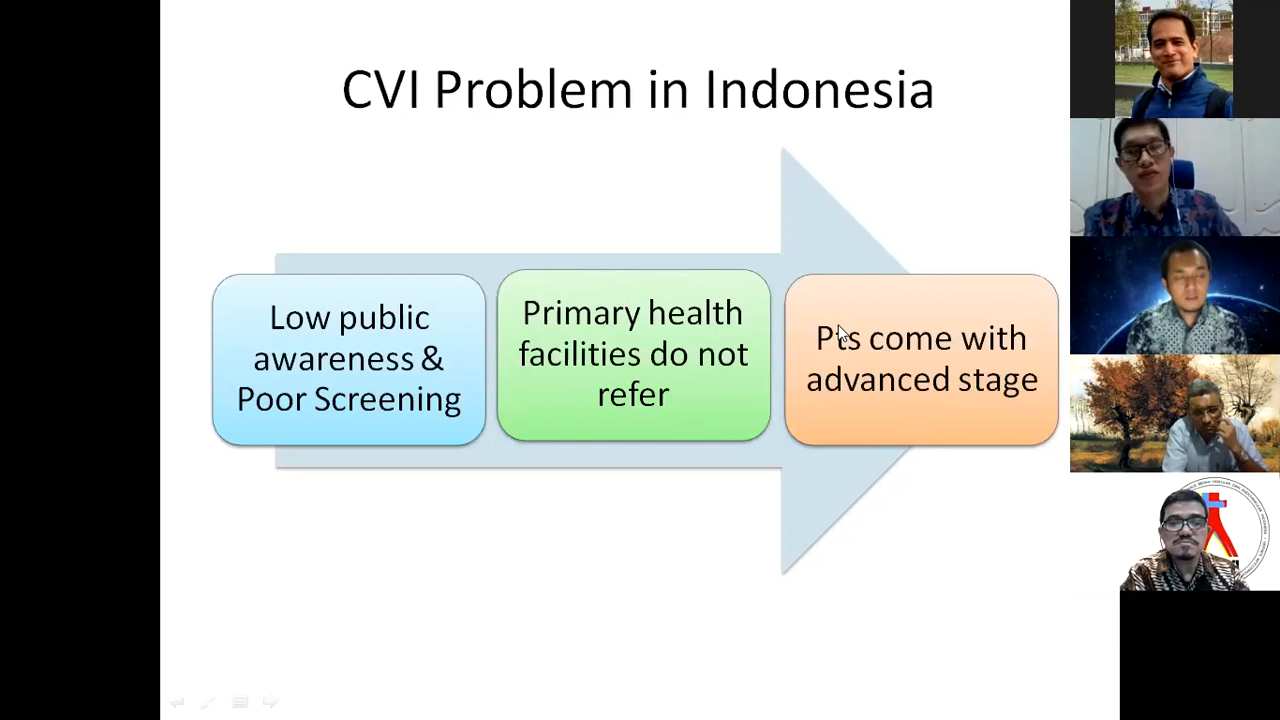 CVI Problem in Indonesia
Low public
awareness &
Poor Screening
Primary health
facilities do not
refer
Pts come with
advanced stage